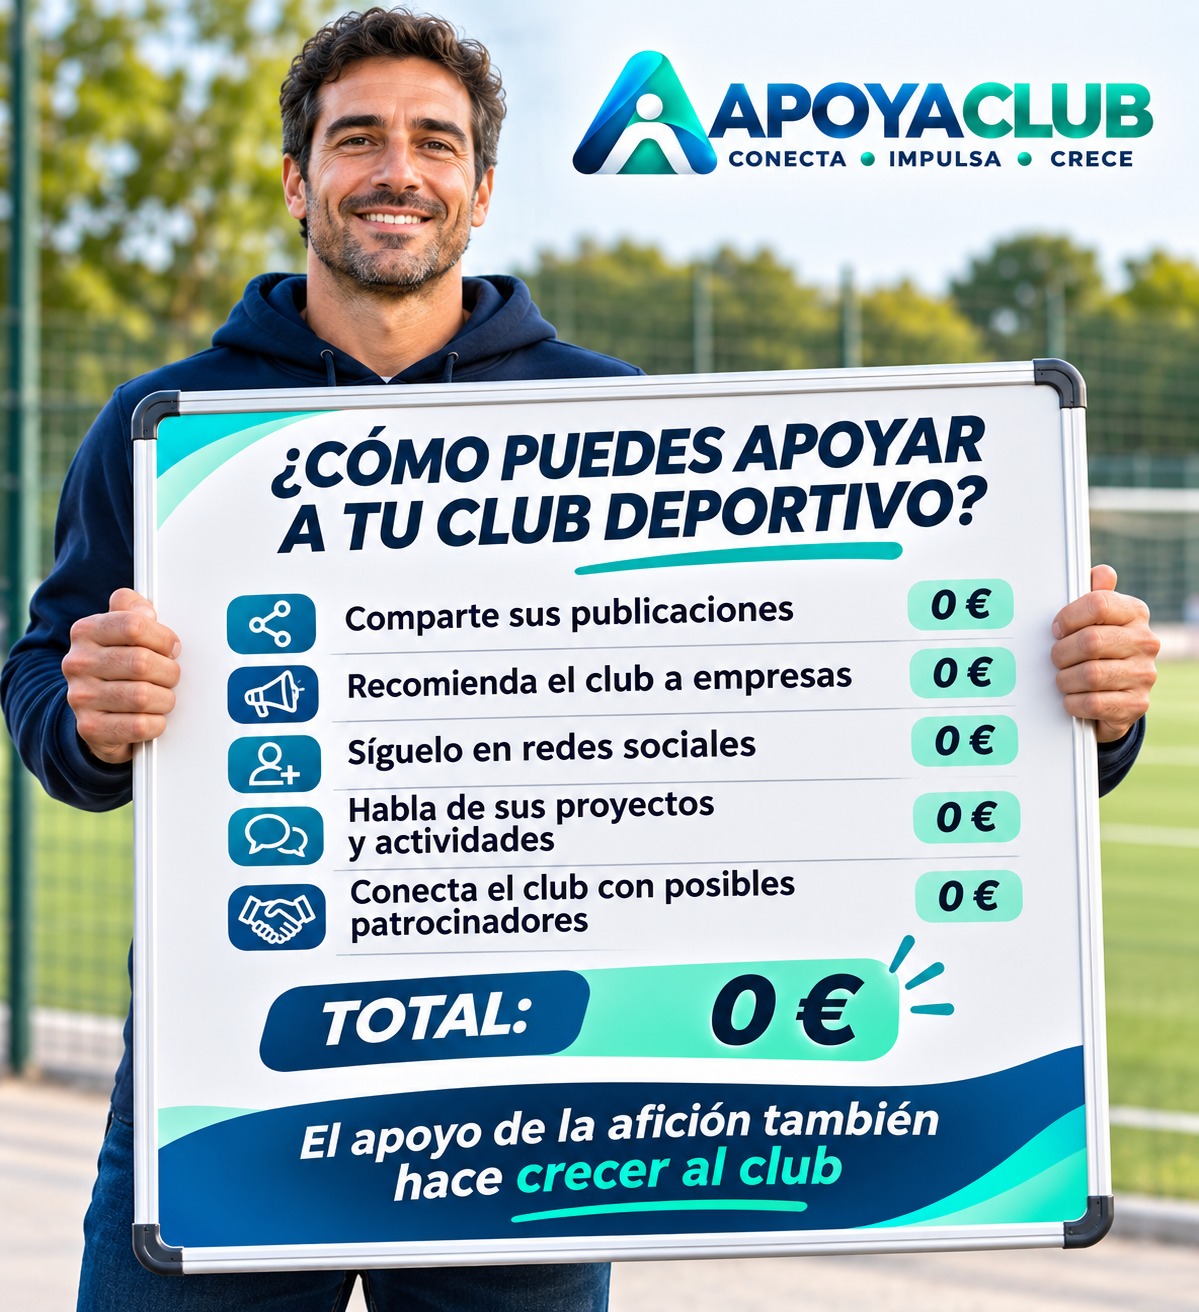 APOYACLUB
CONECTA • IMPULSA • CRECE
¿CÓMO PUEDES APOYAR
A TU CLUB DEPORTIVO?
Comparte sus publicaciones 0 €
Recomienda el club a empresas 0 €
Síguelo en redes sociales 0 €
Habla de sus proyectos
y actividades 0 €
Conecta el club con posibles
patrocinadores 0 €
TOTAL: 0 €
El apoyo de la afición también
hace crecer al club